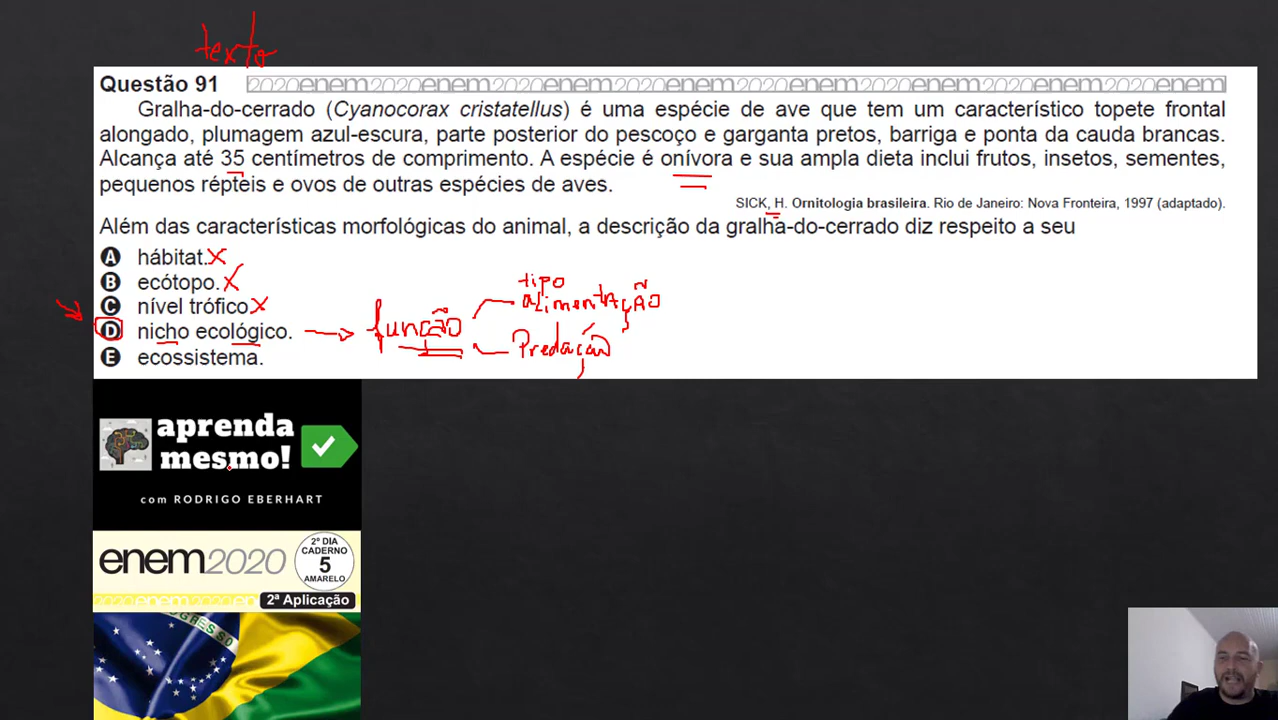 texto
Questão 91 2020enem2020enem2020enem2020enem2020enem2020enem2020enem2020enem2020enem
Gralha-do-cerrado (Cyanocorax cristatellus) é uma espécie de ave que tem um característico topete frontal
alongado, plumagem azul-escura, parte posterior do pescoço e garganta pretos, barriga e ponta da cauda brancas.
Alcança até 35 centímetros de comprimento. A espécie é onívora e sua ampla dieta inclui frutos, insetos, sementes,
pequenos répteis e ovos de outras espécies de aves.
SICK, H. Ornitologia brasileira. Rio de Janeiro: Nova Fronteira, 1997 (adaptado).
Além das características morfológicas do animal, a descrição da gralha-do-cerrado diz respeito a seu
A hábitat. X
B ecótopo. X
C nível trófico X
D nicho ecológico.
E ecossistema.
função
tipo
alimentAÇÃO
Predação
aprenda
mesmo!
com RODRIGO EBERHART
enem2020
2º DIA
CADERNO
5
AMARELO
2ª Aplicação
PROGRESSO